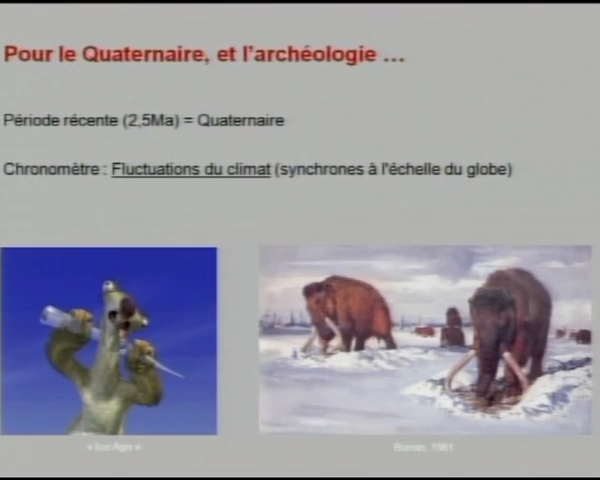 Pour le Quaternaire, et l'archéologie ...
Période récente (2,5Ma) = Quaternaire
Chronomètre : Fluctuations du climat (synchrones à l'échelle du globe)
« Ice Age »
1961